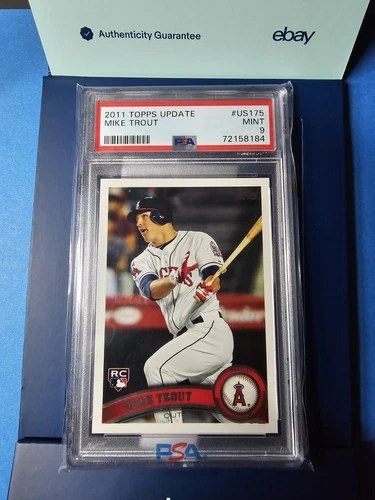 Authenticity Guarantee
ebay
2011 TOPPS UPDATE #US175
MIKE TROUT MINT
9
PSA 72158184
RC
MIKE TROUT
OUT
A
PSA